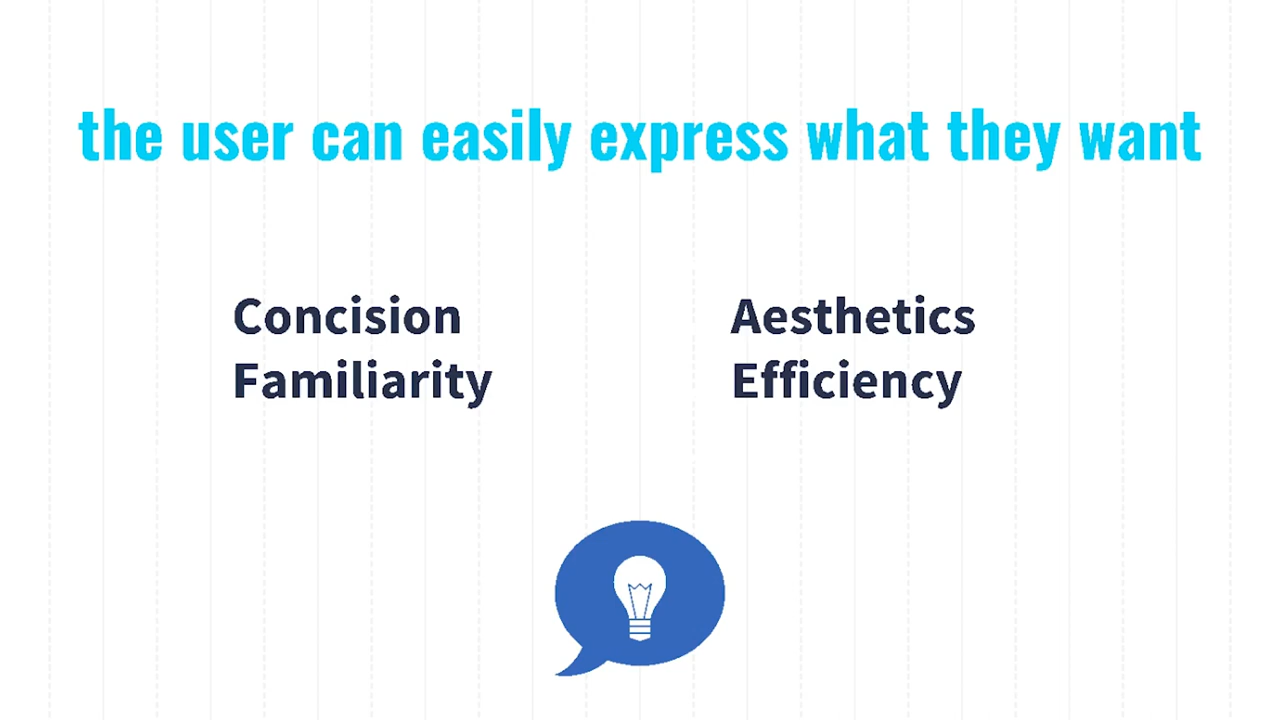 the user can easily express what they want
Concision
Familiarity
Aesthetics
Efficiency